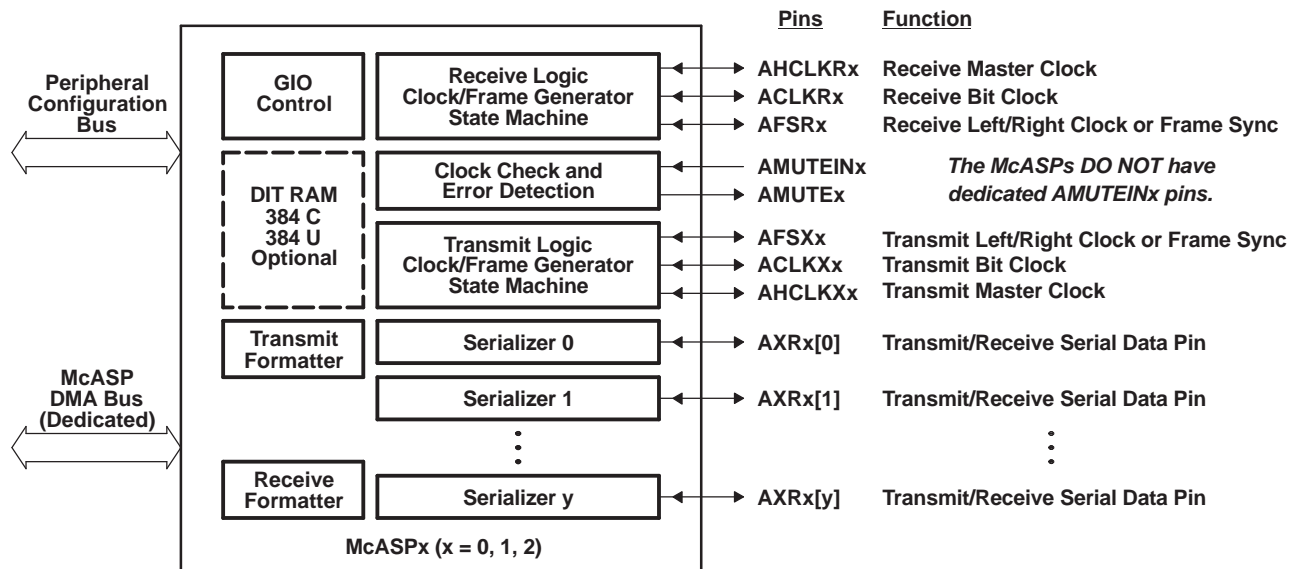 Pins Function
Peripheral
Configuration
Bus
GIO
Control
Receive Logic
Clock/Frame Generator
State Machine
AHCLKRx Receive Master Clock
ACLKRx Receive Bit Clock
AFSRx Receive Left/Right Clock or Frame Sync
DIT RAM
384 C
384 U
Optional
Clock Check and
Error Detection
AMUTEINx
AMUTEx
The McASPs DO NOT have
dedicated AMUTEINx pins.
Transmit Logic
Clock/Frame Generator
State Machine
AFSXx Transmit Left/Right Clock or Frame Sync
ACLKXx Transmit Bit Clock
AHCLKXx Transmit Master Clock
Transmit
Formatter
Serializer 0
AXRx[0] Transmit/Receive Serial Data Pin
McASP
DMA Bus
(Dedicated)
Serializer 1
AXRx[1] Transmit/Receive Serial Data Pin
Receive
Formatter
Serializer y
AXRx[y] Transmit/Receive Serial Data Pin
McASPx (x = 0, 1, 2)